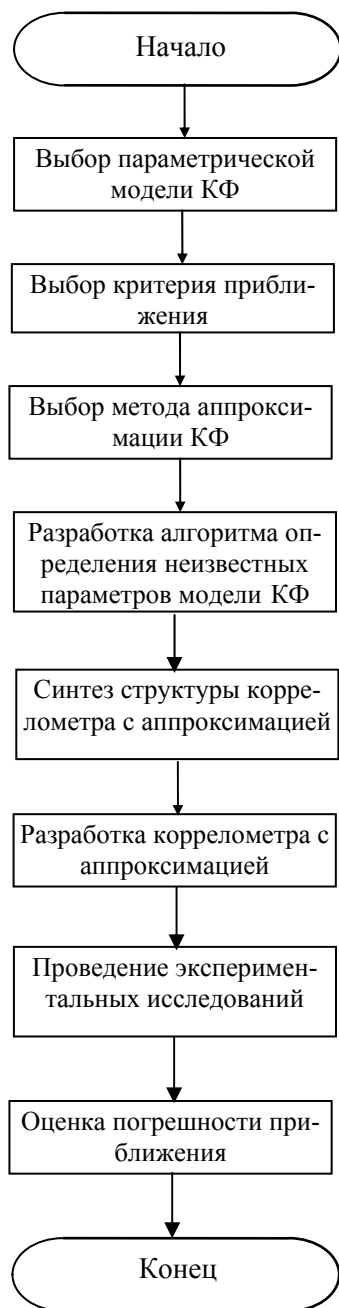 Начало
Выбор параметрической
модели КФ
Выбор критерия прибли-
жения
Выбор метода аппрокси-
мации КФ
Разработка алгоритма оп-
ределения неизвестных
параметров модели КФ
Синтез структуры корре-
лометра с аппроксимацией
Разработка коррелометра с
аппроксимацией
Проведение эксперимен-
тальных исследований
Оценка погрешности при-
ближения
Конец